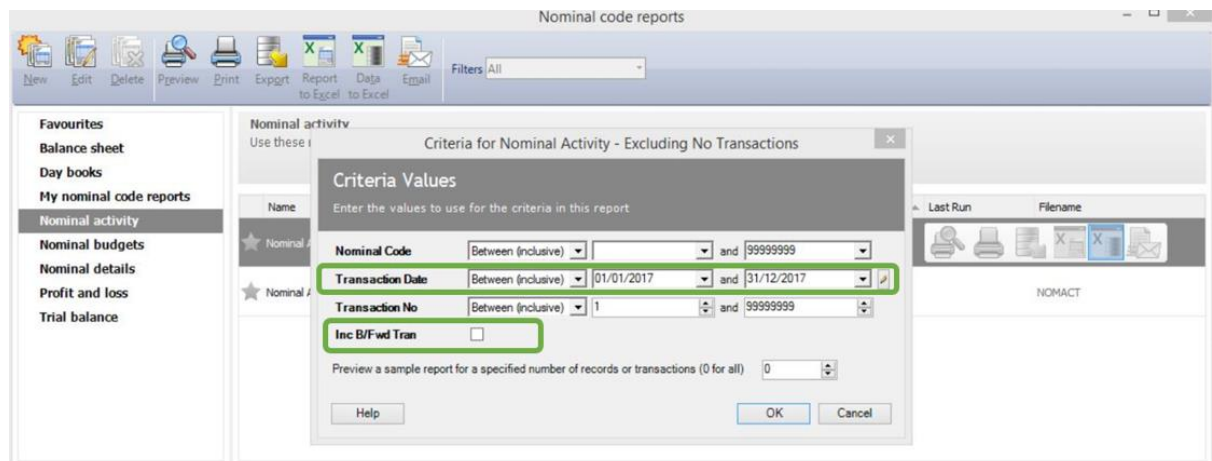 Nominal code reports
New Edit Delete Preview Print Export Report to Excel Data to Excel Email Filters All
Favourites
Balance sheet
Day books
My nominal code reports
Nominal activity
Nominal budgets
Nominal details
Profit and loss
Trial balance
Nominal activity
Use these
Name
Nominal
Nominal
Last Run Filename
NOMACT
Criteria for Nominal Activity - Excluding No Transactions
Criteria Values
Enter the values to use for the criteria in this report
Nominal Code Between (inclusive) and 99999999
Transaction Date Between (inclusive) 01/01/2017 and 31/12/2017
Transaction No Between (inclusive) 1 and 99999999
Inc B/Fwd Tran
Preview a sample report for a specified number of records or transactions (0 for all) 0
Help OK Cancel